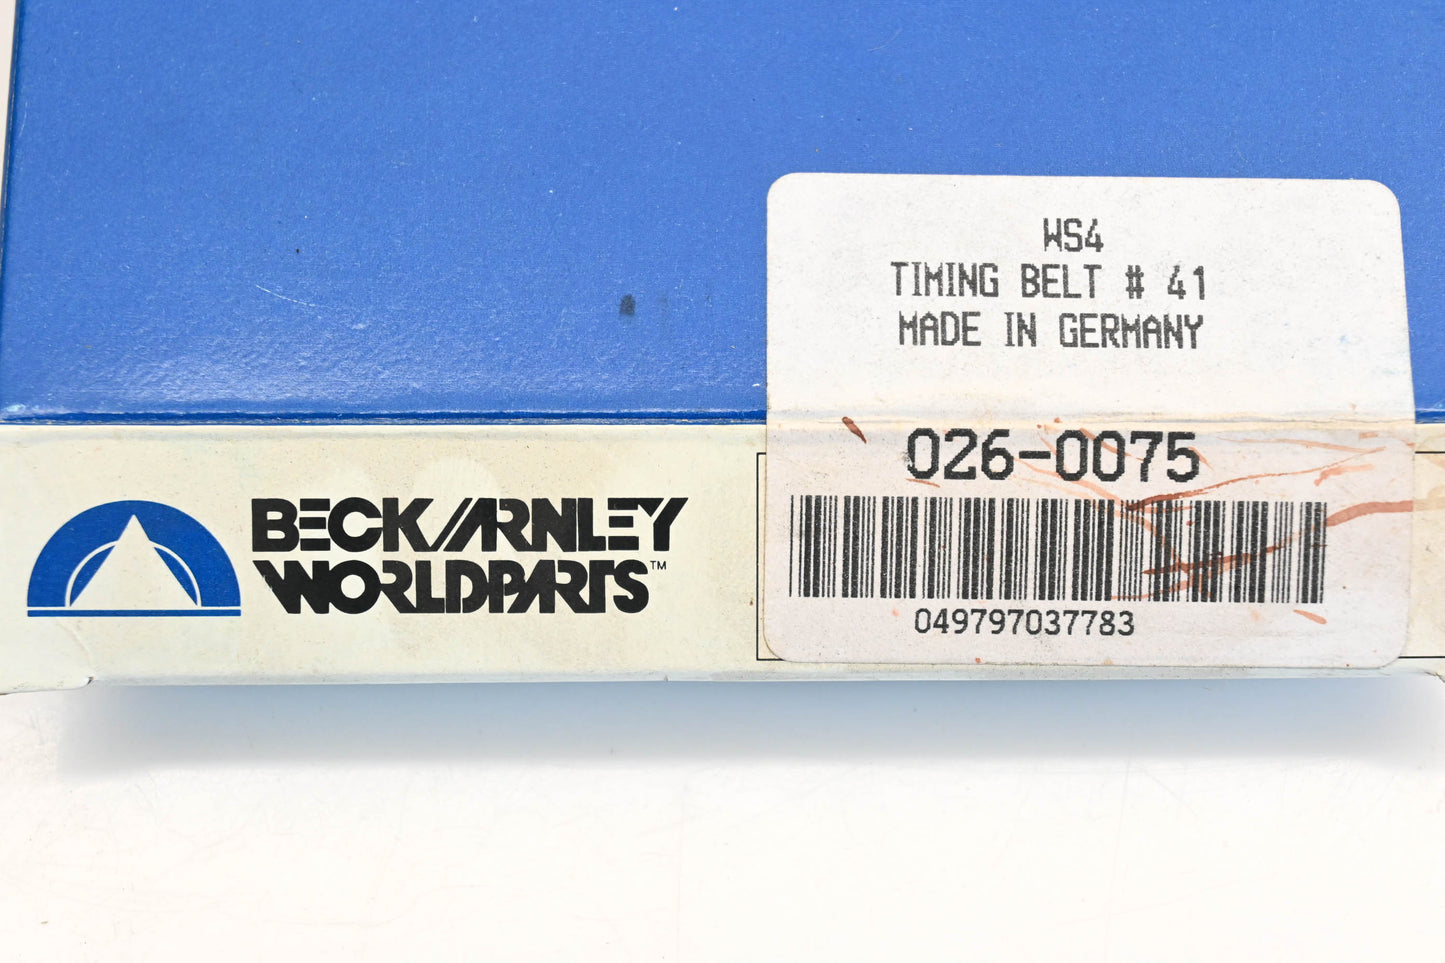 WS4
TIMING BELT # 41
MADE IN GERMANY
026-0075
049797037783
BECK/ARNLEY
WORLDPARTS™